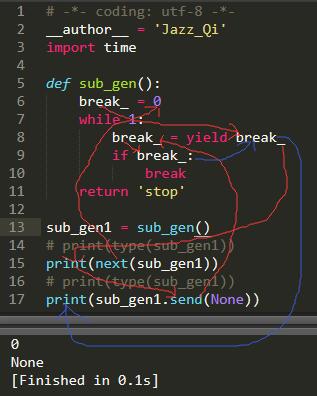 1 # -*- coding: utf-8 -*-
2 __author__ = 'Jazz_Qi'
3 import time
4
5 def sub_gen():
6     break_ = 0
7     while 1:
8         break_ = yield break_
9         if break_:
10             break
11     return 'stop'
12
13 sub_gen1 = sub_gen()
14 # print(type(sub_gen1))
15 print(next(sub_gen1))
16 # print(type(sub_gen1))
17 print(sub_gen1.send(None))
0
None
[Finished in 0.1s]